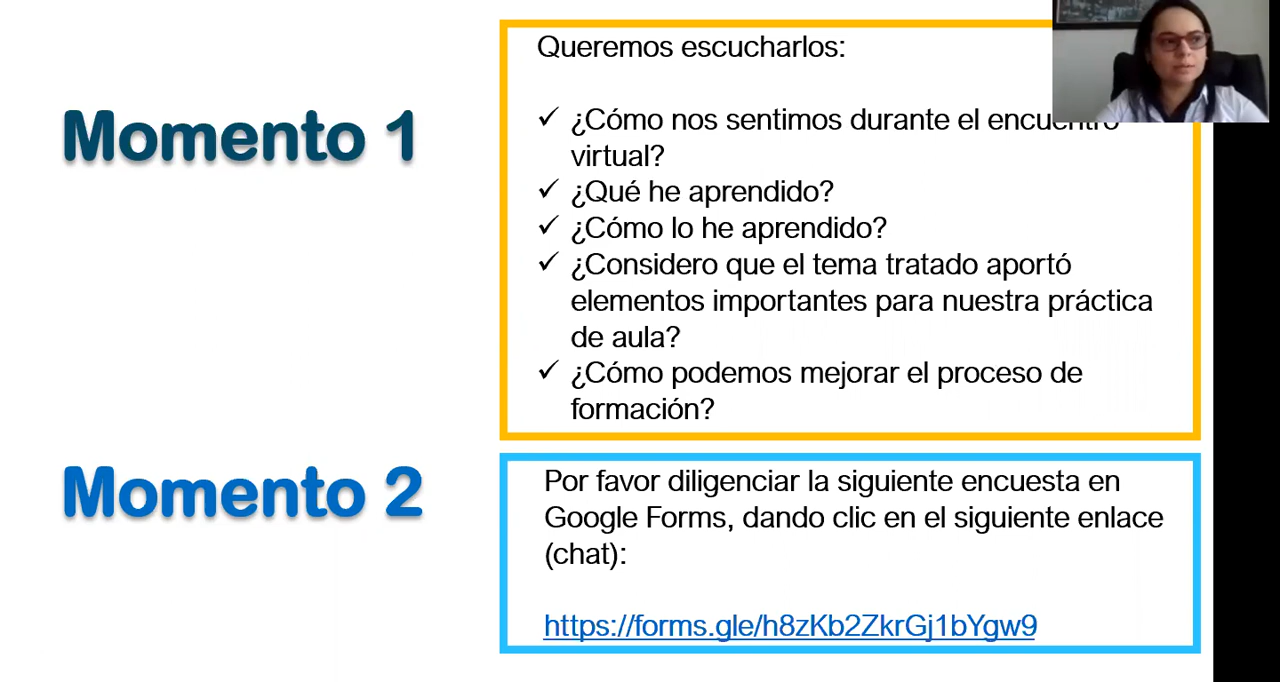 Momento 1
Queremos escucharlos:
✓ ¿Cómo nos sentimos durante el encuentro
virtual?
✓ ¿Qué he aprendido?
✓ ¿Cómo lo he aprendido?
✓ ¿Considero que el tema tratado aportó
elementos importantes para nuestra práctica
de aula?
✓ ¿Cómo podemos mejorar el proceso de
formación?
Momento 2
Por favor diligenciar la siguiente encuesta en
Google Forms, dando clic en el siguiente enlace
(chat):
https://forms.gle/h8zKb2ZkrGj1bYgw9